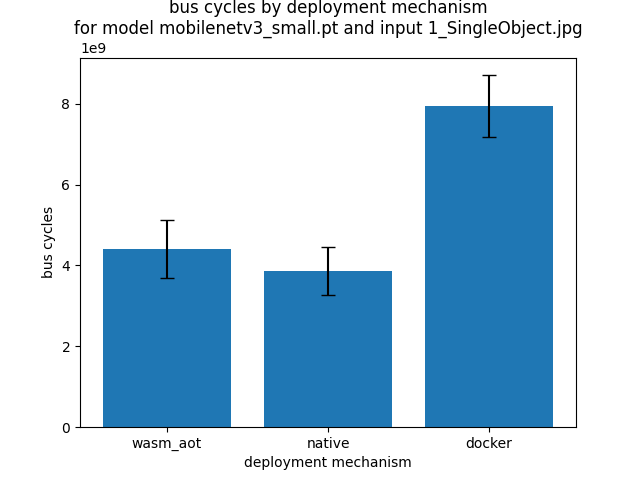 bus cycles by deployment mechanism
for model mobilenetv3_small.pt and input 1_SingleObject.jpg
1e9
8
6
4
2
0
bus cycles
wasm_aot native docker
deployment mechanism